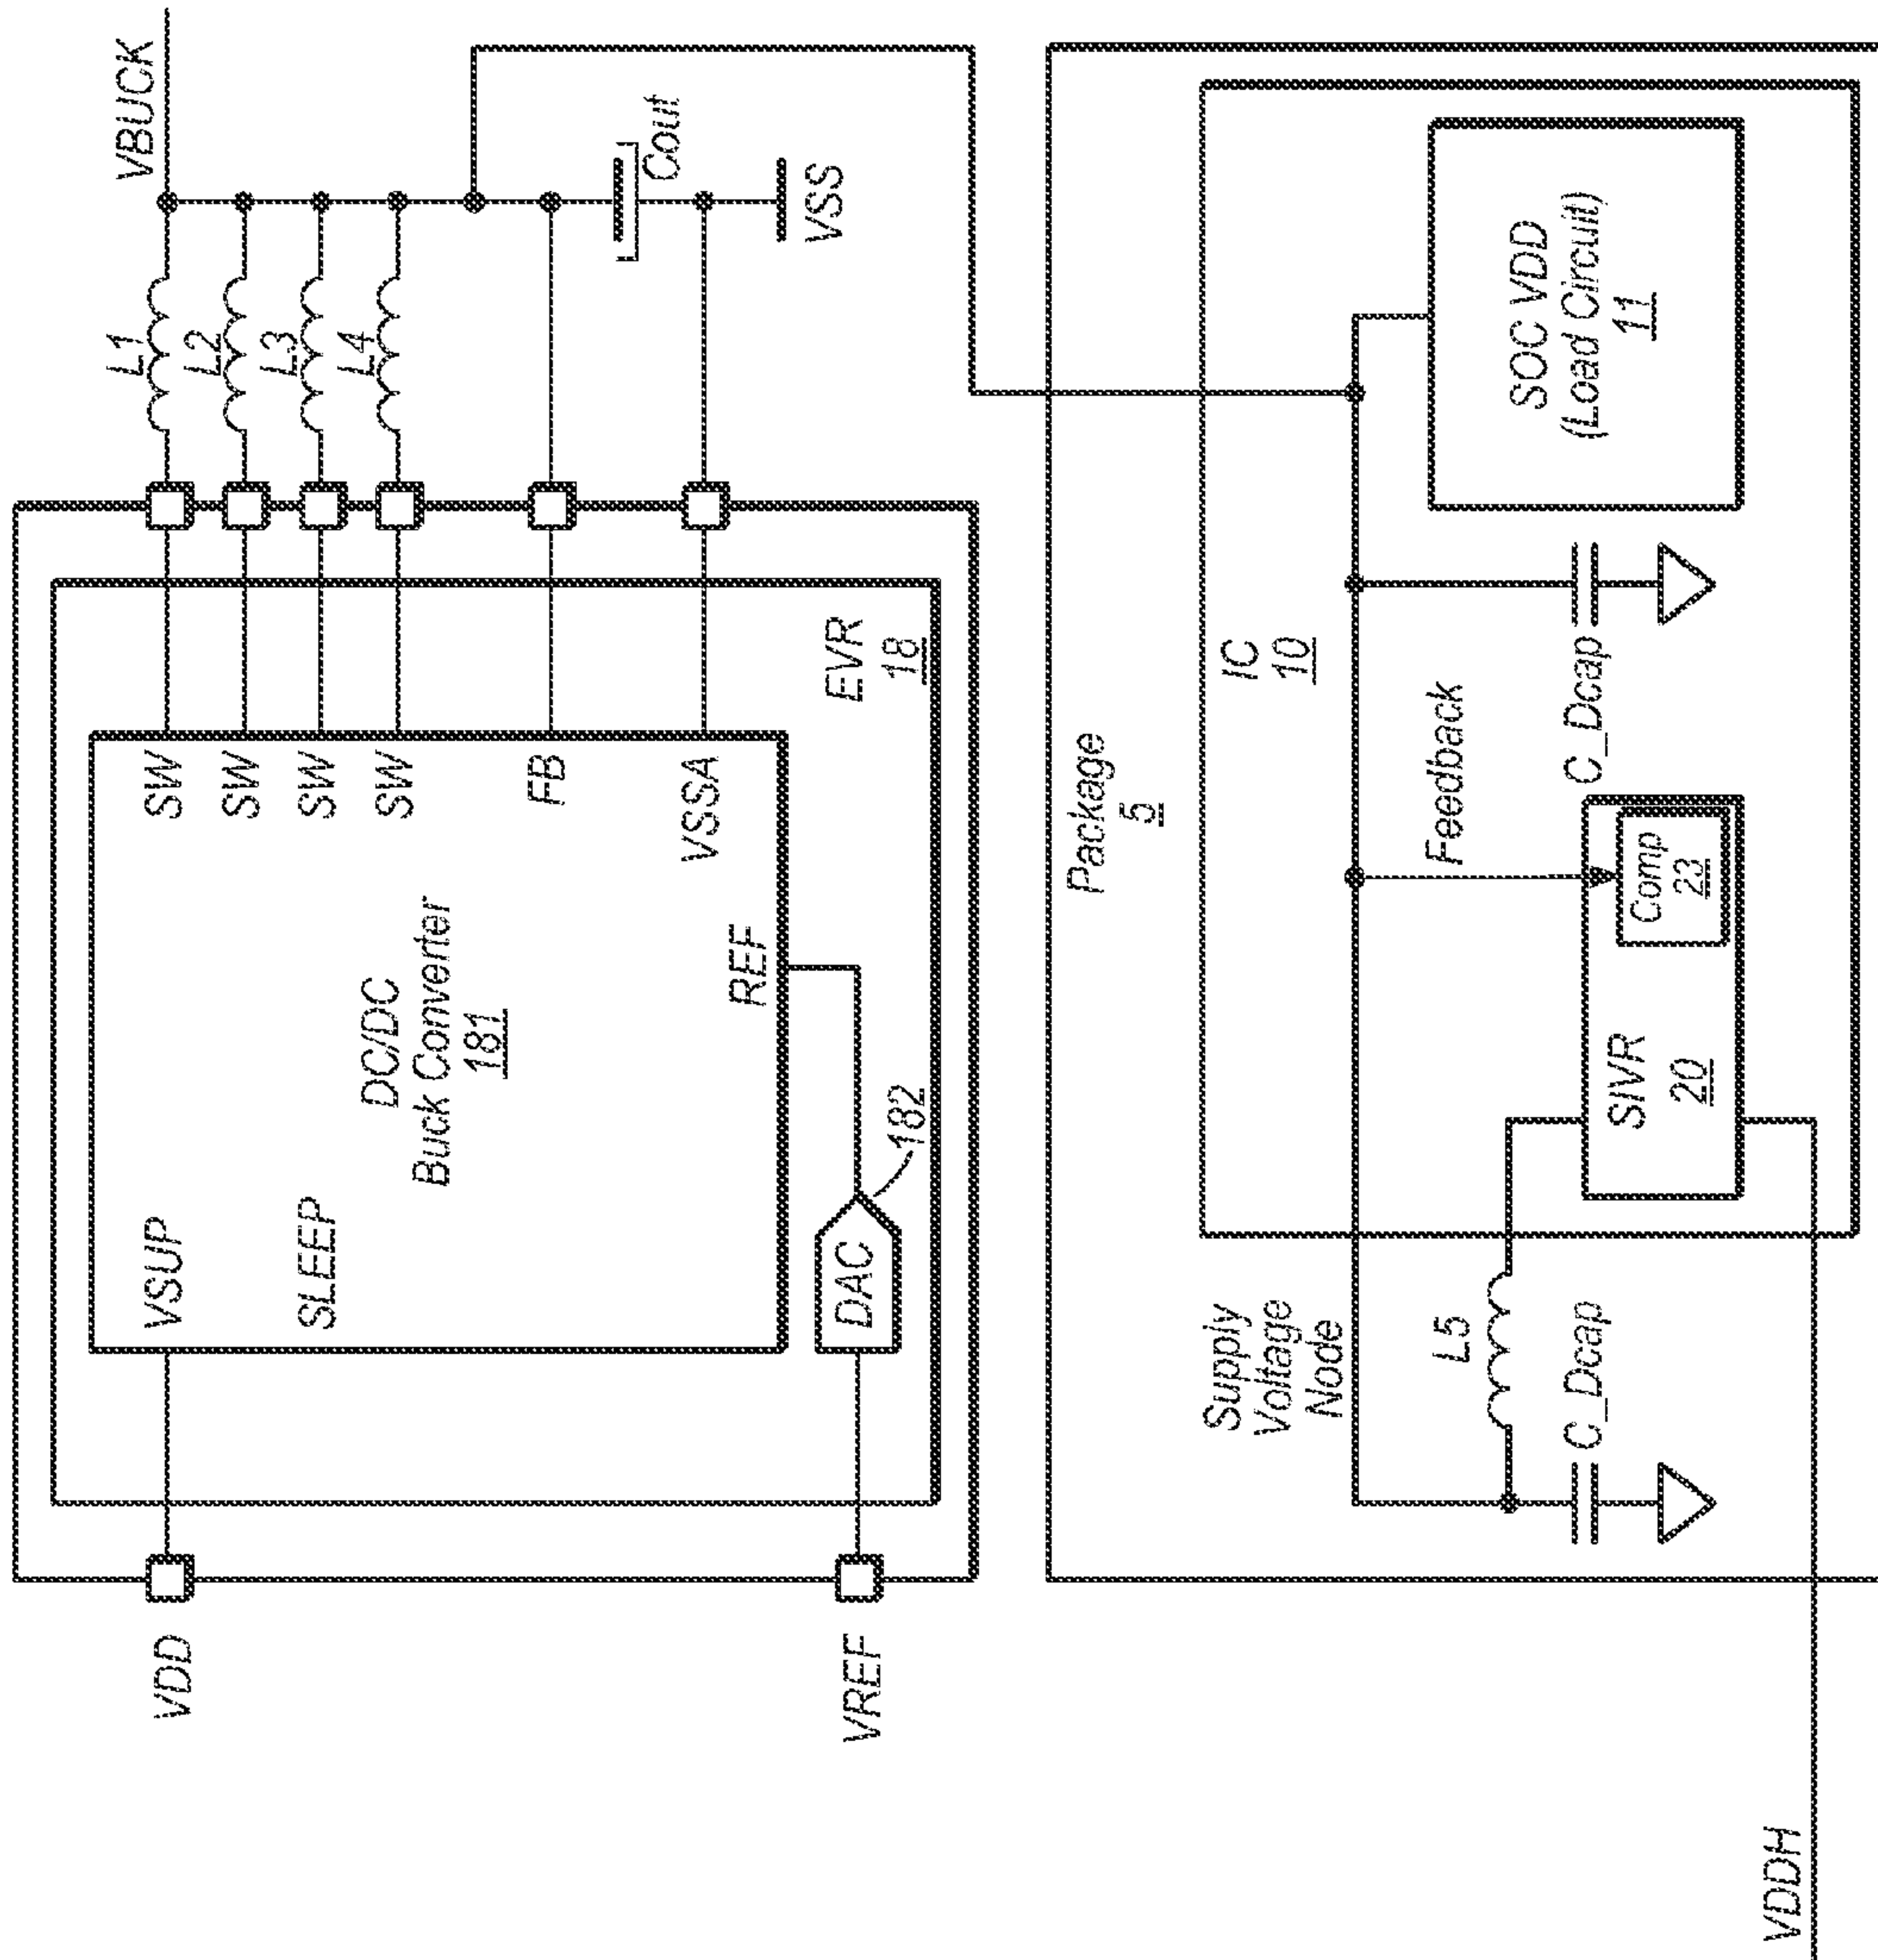 VDD
VREF
VSUP
SLEEP
DC/DC
Buck Converter
181
SW
SW
SW
SW
FB
VSSA
REF
DAC
182
EVR
18
L1
L2
L3
L4
VBUCK
Cout
VSS
Package
5
IC
10
Supply
Voltage
Node
L5
C_Dcap
Feedback
SIVR
20
Comp
23
C_Dcap
SOC VDD
(Load Circuit)
11
VDDH